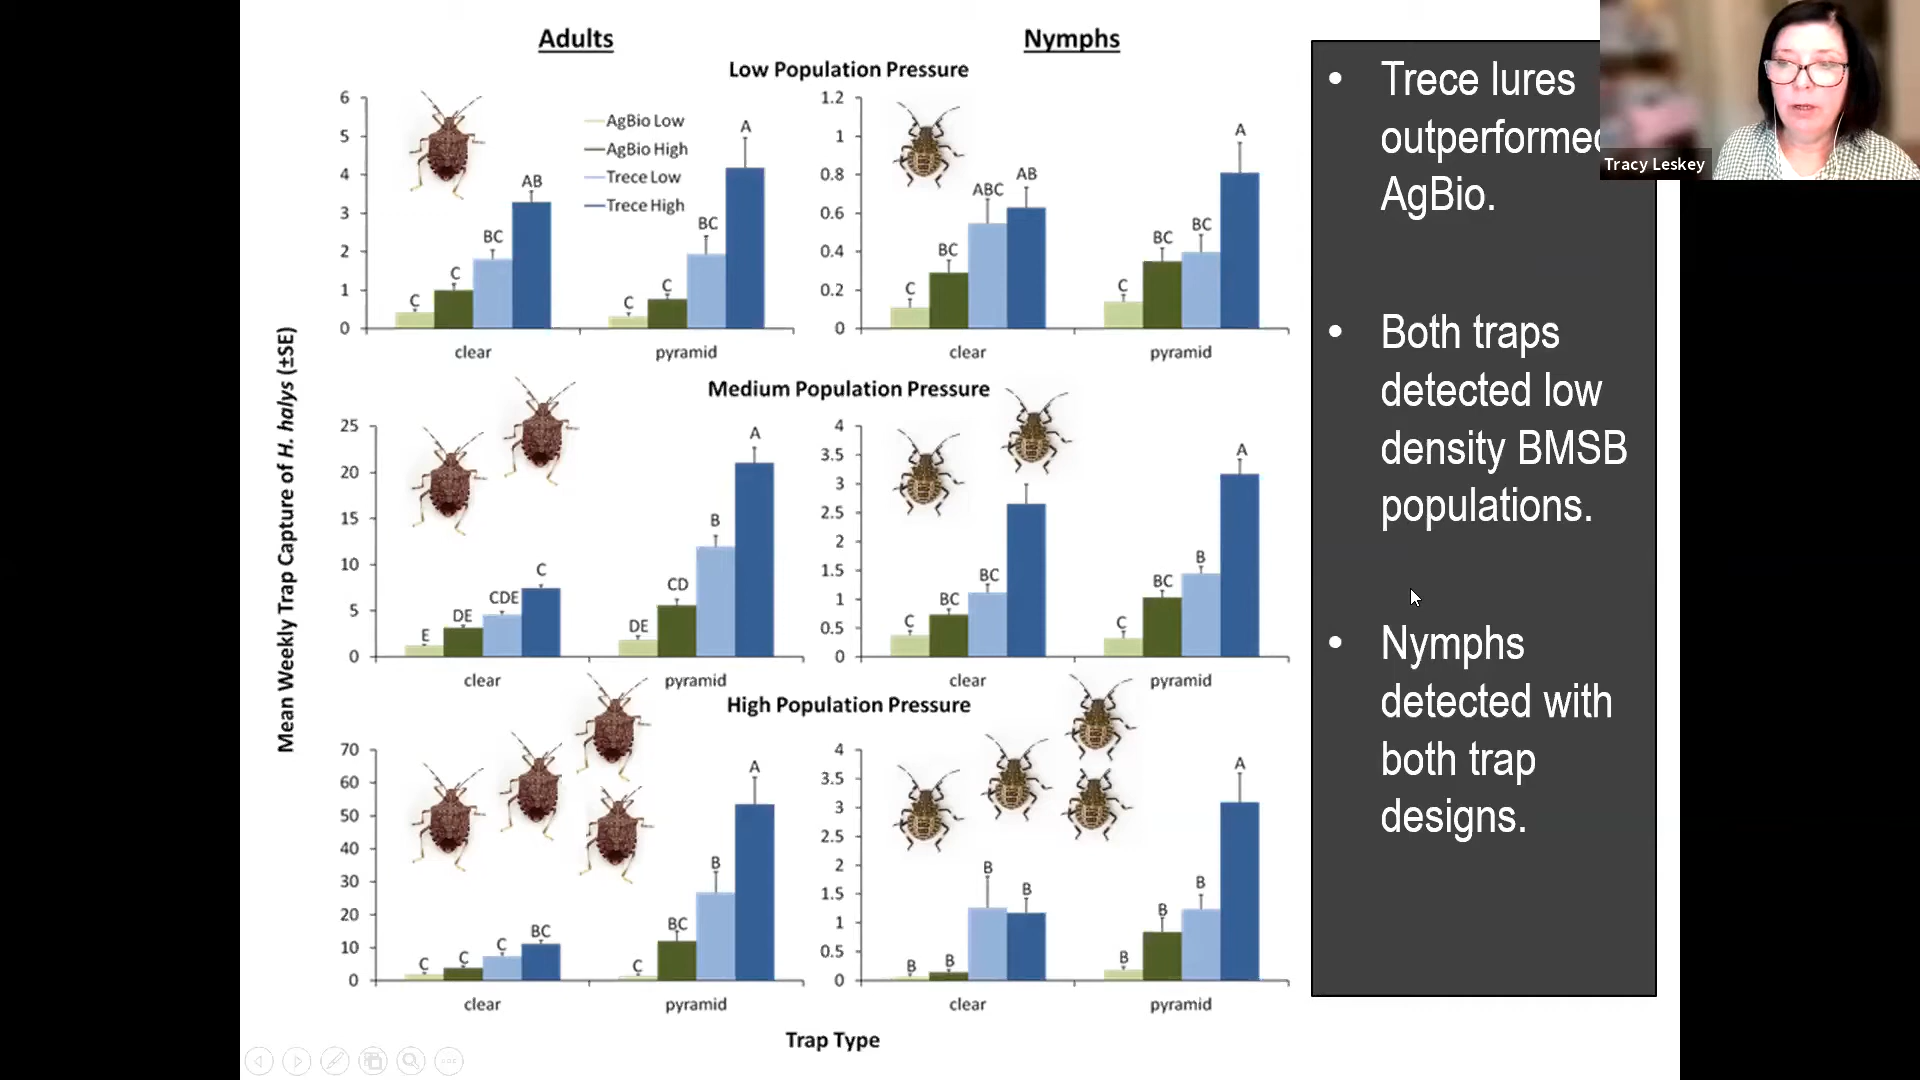 Adults
Nymphs
Low Population Pressure
6
5
4
3
2
1
0
AgBio Low
AgBio High
Trece Low
Trece High
C
C
BC
AB
C
C
BC
A
clear
pyramid
1.2
1
0.8
0.6
0.4
0.2
0
C
BC
ABC
AB
C
BC
BC
A
clear
pyramid
Mean Weekly Trap Capture of H. halys (±SE)
Medium Population Pressure
25
20
15
10
5
0
E
DE
CDE
C
DE
CD
B
A
clear
pyramid
4
3.5
3
2.5
2
1.5
1
0.5
0
C
BC
BC
C
BC
B
A
clear
pyramid
High Population Pressure
70
60
50
40
30
20
10
0
C
C
C
BC
C
BC
B
A
clear
pyramid
4
3.5
3
2.5
2
1.5
1
0.5
0
B
B
B
B
B
B
B
A
clear
pyramid
Trap Type
• Trece lures
outperformed
AgBio.
• Both traps
detected low
density BMSB
populations.
• Nymphs
detected with
both trap
designs.
Tracy Leskey